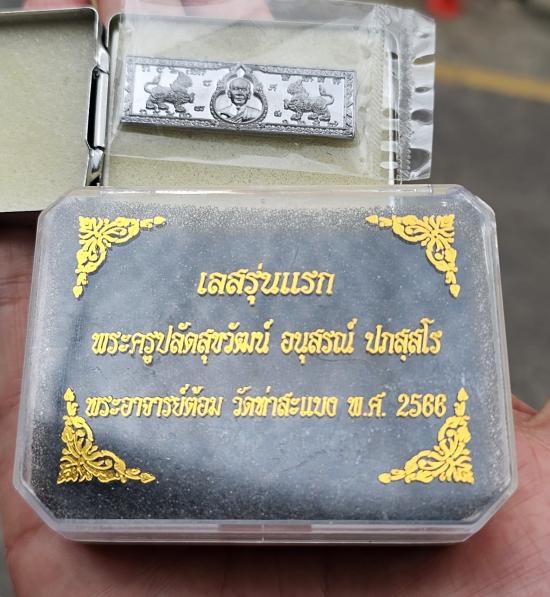 เลสรุ่นแรก
พระครูปลัดสุขวัฒน์ อนุสรณ์ ปภสฺสโร
พระอาจารย์ต้อม วัดท่าสะแบง พ.ศ. 2566